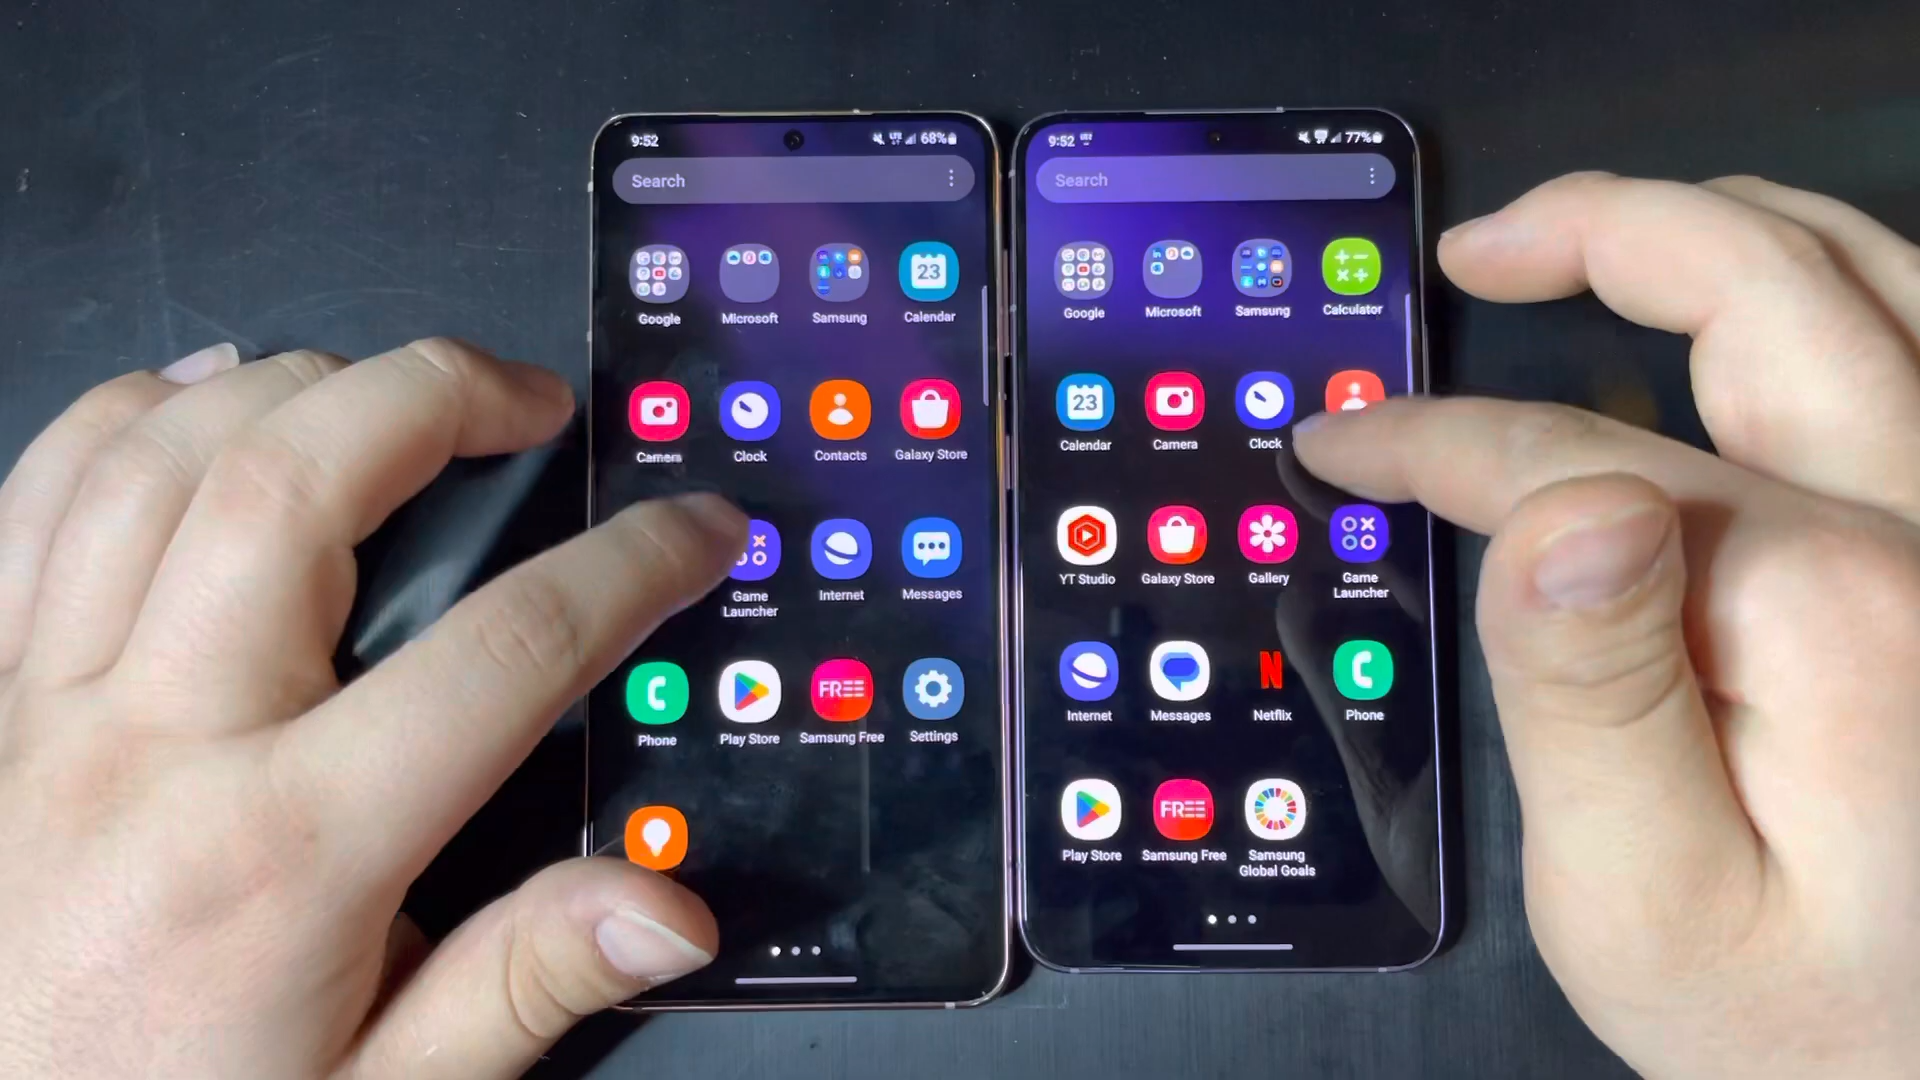 9:52
LTE
68%
Search
Google
Microsoft
Samsung
23
Calendar
Camera
Clock
Contacts
Galaxy Store
Game
Launcher
Internet
Messages
Phone
Play Store
FREE
Samsung Free
Settings
9:52
77%
Search
Google
Microsoft
Samsung
Calculator
23
Calendar
Camera
Clock
YT Studio
Galaxy Store
Gallery
Game
Launcher
Internet
Messages
N
Netflix
Phone
Play Store
FREE
Samsung Free
Samsung
Global Goals